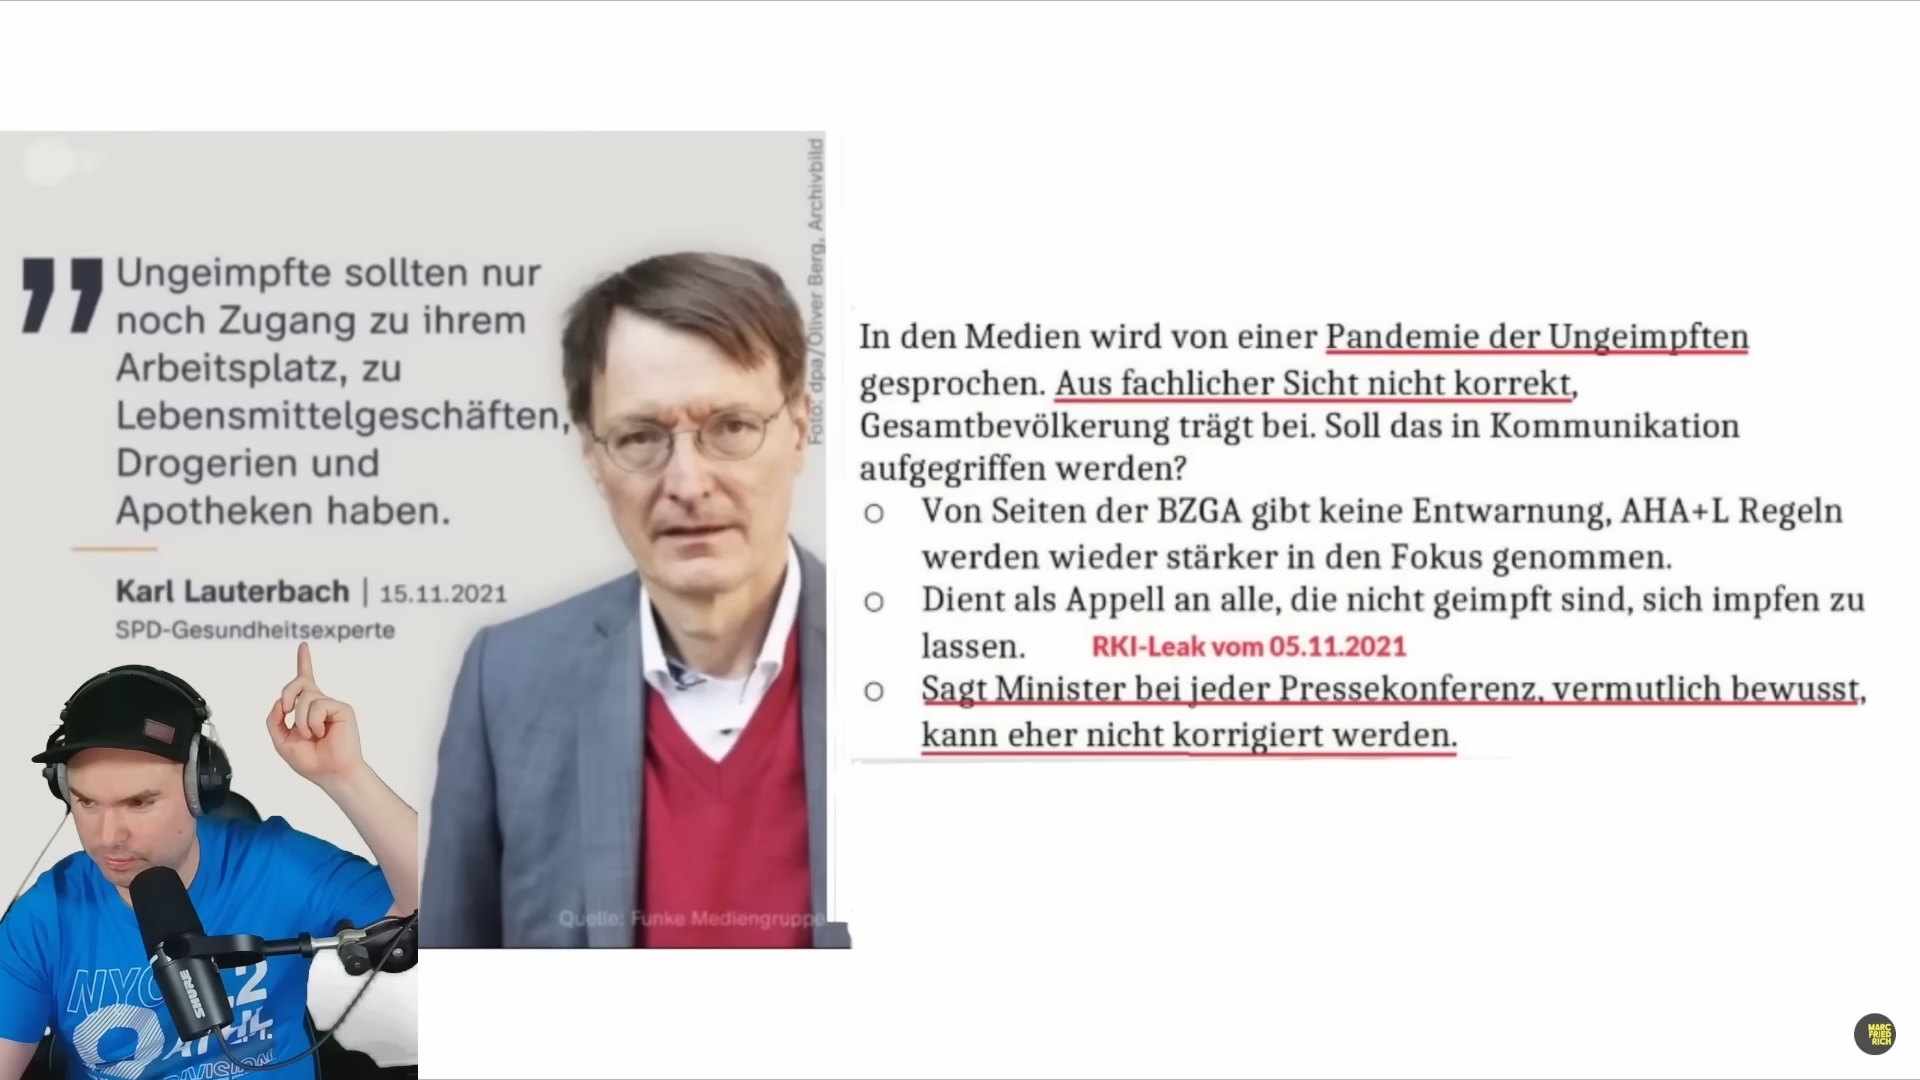 Ungeimpfte sollten nur
noch Zugang zu ihrem
Arbeitsplatz, zu
Lebensmittelgeschäften,
Drogerien und
Apotheken haben.
Karl Lauterbach | 15.11.2021
SPD-Gesundheitsexperte
Foto: dpa/Oliver Berg, Archivbild
Quelle: Funke Mediengruppe
In den Medien wird von einer Pandemie der Ungeimpften
gesprochen. Aus fachlicher Sicht nicht korrekt,
Gesamtbevölkerung trägt bei. Soll das in Kommunikation
aufgegriffen werden?
○ Von Seiten der BZGA gibt keine Entwarnung, AHA+L Regeln
werden wieder stärker in den Fokus genommen.
○ Dient als Appell an alle, die nicht geimpft sind, sich impfen zu
lassen. RKI-Leak vom 05.11.2021
○ Sagt Minister bei jeder Pressekonferenz, vermutlich bewusst,
kann eher nicht korrigiert werden.
SHURE
NYC
MARC
FRIED
RICH